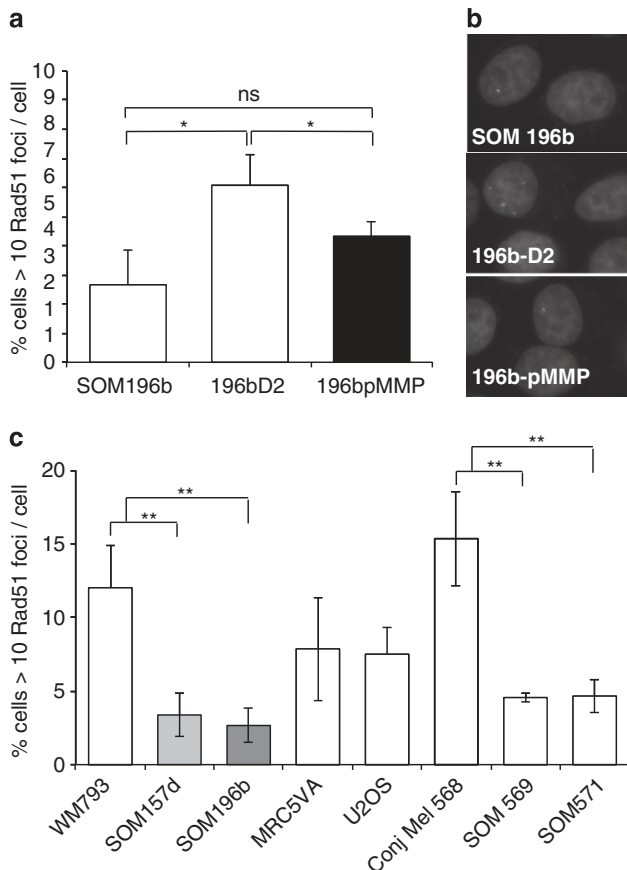 a
% cells > 10 Rad51 foci / cell
10
9
8
8
7
6
5
4
3
2
1
1
0
ns
*
*
SOM196b
196bD2
196bpMMP
b
SOM 196b
196b-D2
196b-pMMP
c
% cells > 10 Rad51 foci / cell
20
15
10
5
0
**
**
**
**
WM793
SOM157d
SOM196b
MRC5VA
U2OS
Conj Mel 568
SOM 569
SOM571